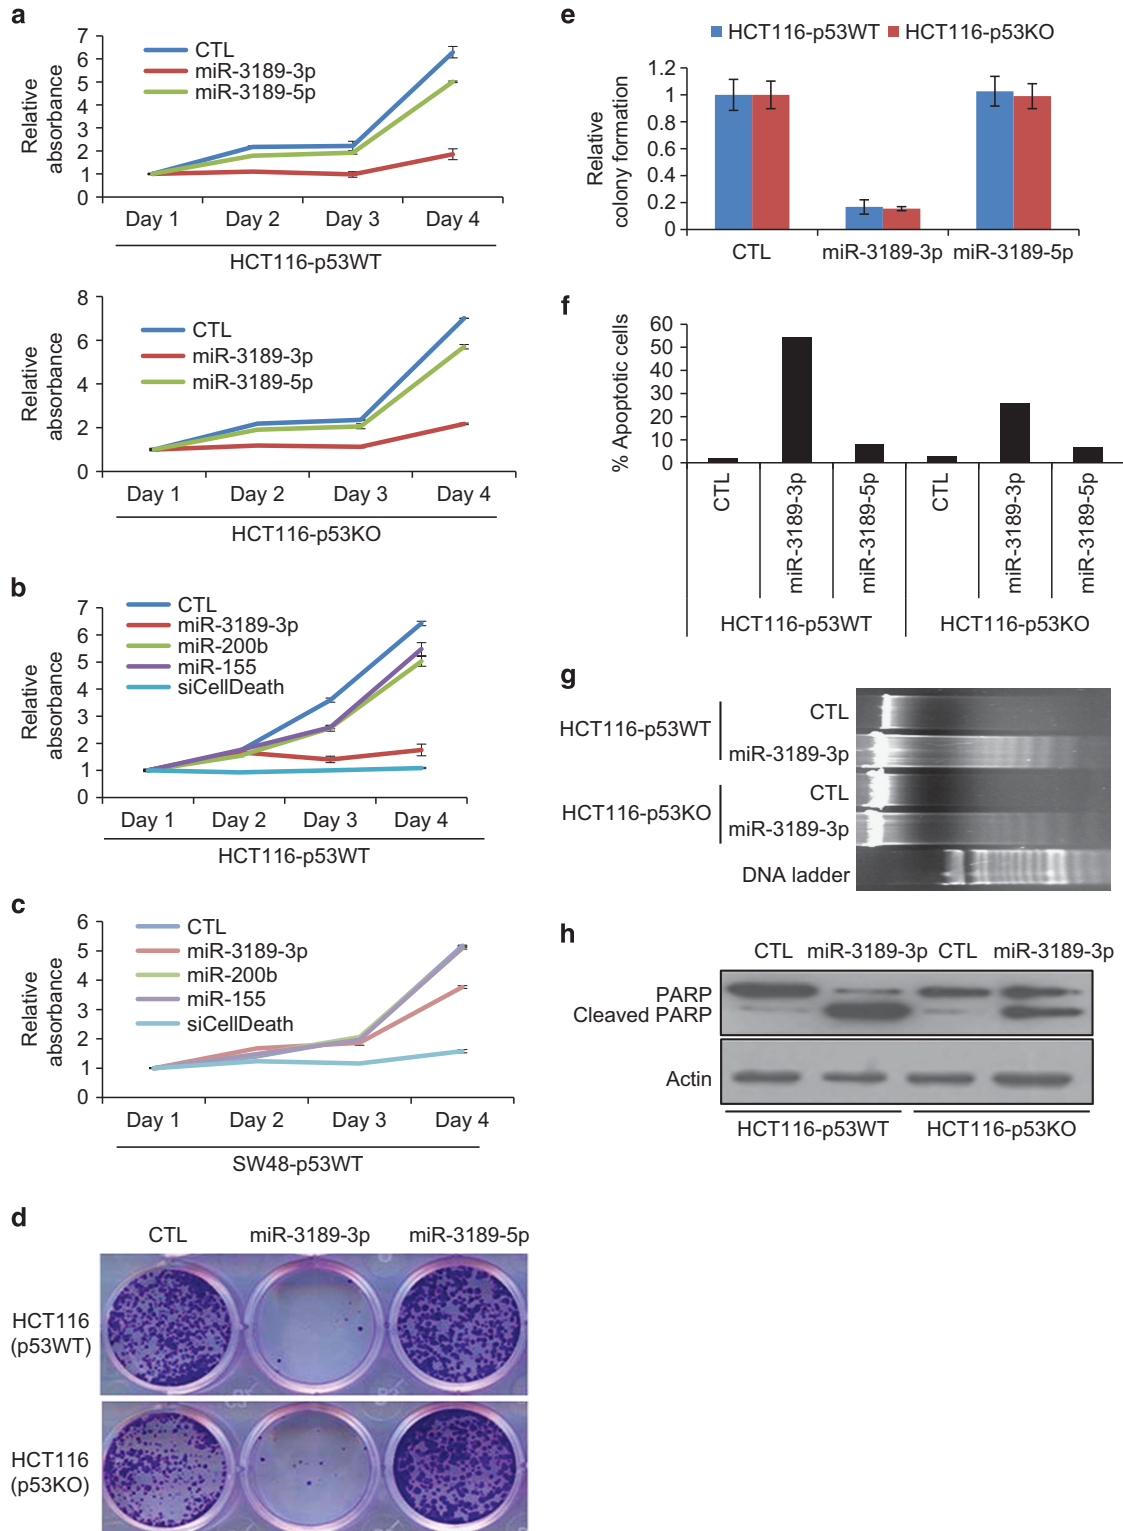 a
7
6
5
4
3
2
1
0
Relative
absorbance
CTL
miR-3189-3p
miR-3189-5p
Day 1 Day 2 Day 3 Day 4
HCT116-p53WT
8
6
4
2
0
Relative
absorbance
CTL
miR-3189-3p
miR-3189-5p
Day 1 Day 2 Day 3 Day 4
HCT116-p53KO
b
7
6
5
4
3
2
1
0
Relative
absorbance
CTL
miR-3189-3p
miR-200b
miR-155
siCellDeath
Day 1 Day 2 Day 3 Day 4
HCT116-p53WT
c
6
5
4
3
2
1
0
Relative
absorbance
CTL
miR-3189-3p
miR-200b
miR-155
siCellDeath
Day 1 Day 2 Day 3 Day 4
SW48-p53WT
d
CTL miR-3189-3p miR-3189-5p
HCT116
(p53WT)
HCT116
(p53KO)
e
HCT116-p53WT HCT116-p53KO
1.2
1
0.8
0.6
0.4
0.2
0
Relative
colony formation
CTL miR-3189-3p miR-3189-5p
f
60
50
40
30
20
10
0
% Apoptotic cells
CTL
miR-3189-3p
miR-3189-5p
CTL
miR-3189-3p
miR-3189-5p
HCT116-p53WT HCT116-p53KO
g
HCT116-p53WT
CTL
miR-3189-3p
HCT116-p53KO
CTL
miR-3189-3p
DNA ladder
h
CTL miR-3189-3p CTL miR-3189-3p
PARP
Cleaved PARP
Actin
HCT116-p53WT HCT116-p53KO